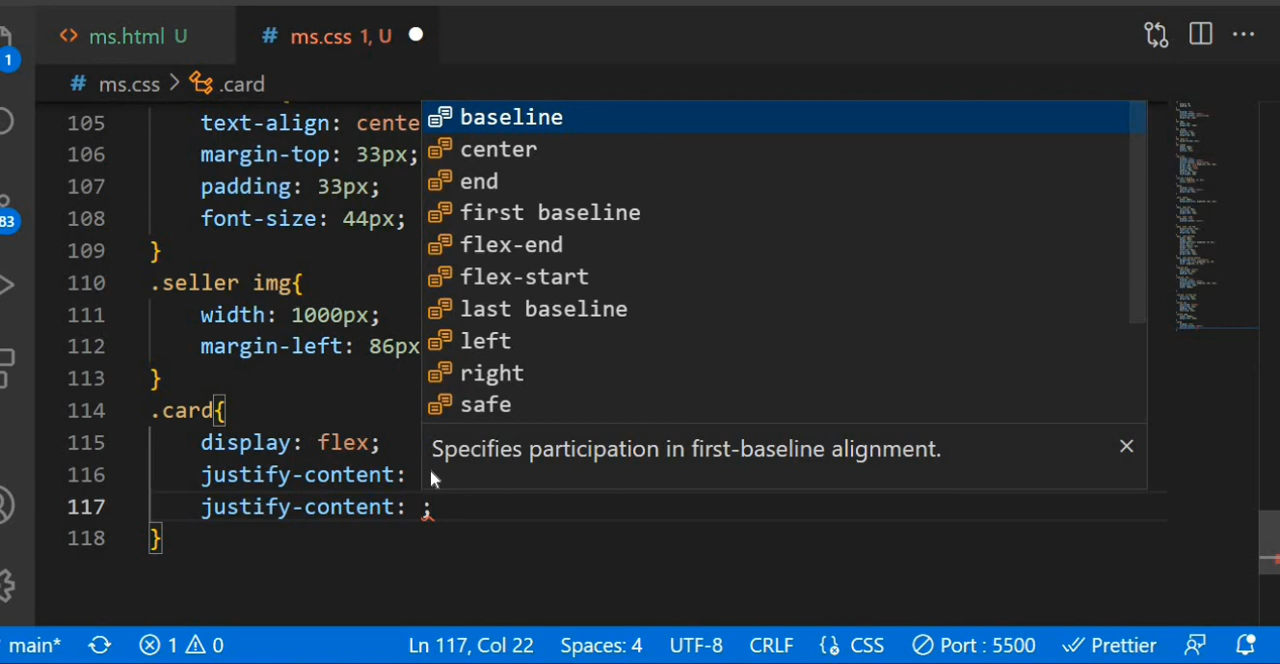 ms.html U
ms.css 1, U
ms.css > .card
105 text-align: cente
106 margin-top: 33px;
107 padding: 33px;
108 font-size: 44px;
109 }
110 .seller img{
111 width: 1000px;
112 margin-left: 86px
113 }
114 .card{
115 display: flex;
116 justify-content:
117 justify-content: ;
118 }
baseline
center
end
first baseline
flex-end
flex-start
last baseline
left
right
safe
Specifies participation in first-baseline alignment.
1
83
main* 1 0 Ln 117, Col 22 Spaces: 4 UTF-8 CRLF {} CSS Port : 5500 Prettier